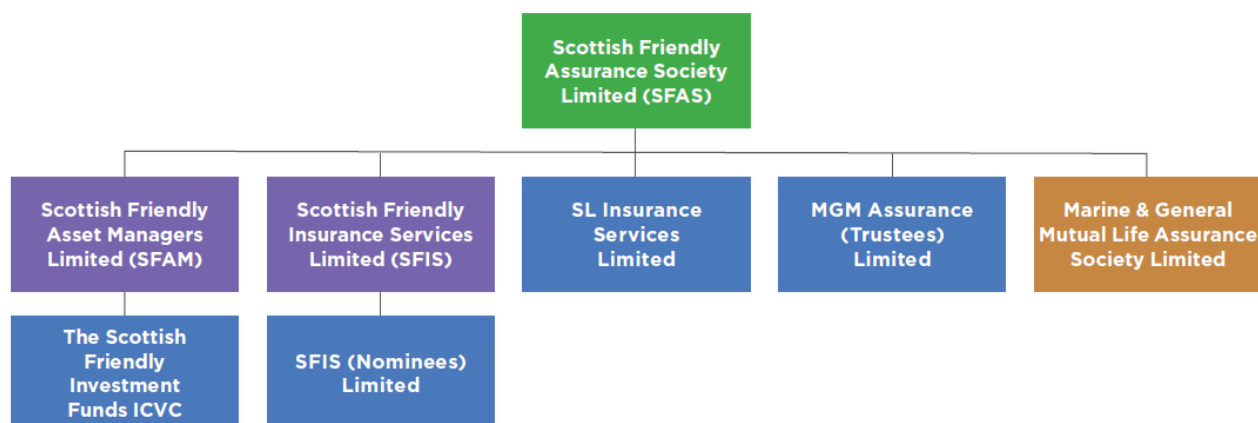 Scottish Friendly
Assurance Society
Limited (SFAS)
Scottish Friendly
Asset Managers
Limited (SFAM)
Scottish Friendly
Insurance Services
Limited (SFIS)
SL Insurance
Services
Limited
MGM Assurance
(Trustees)
Limited
Marine & General
Mutual Life Assurance
Society Limited
The Scottish
Friendly
Investment
Funds ICVC
SFIS (Nominees)
Limited